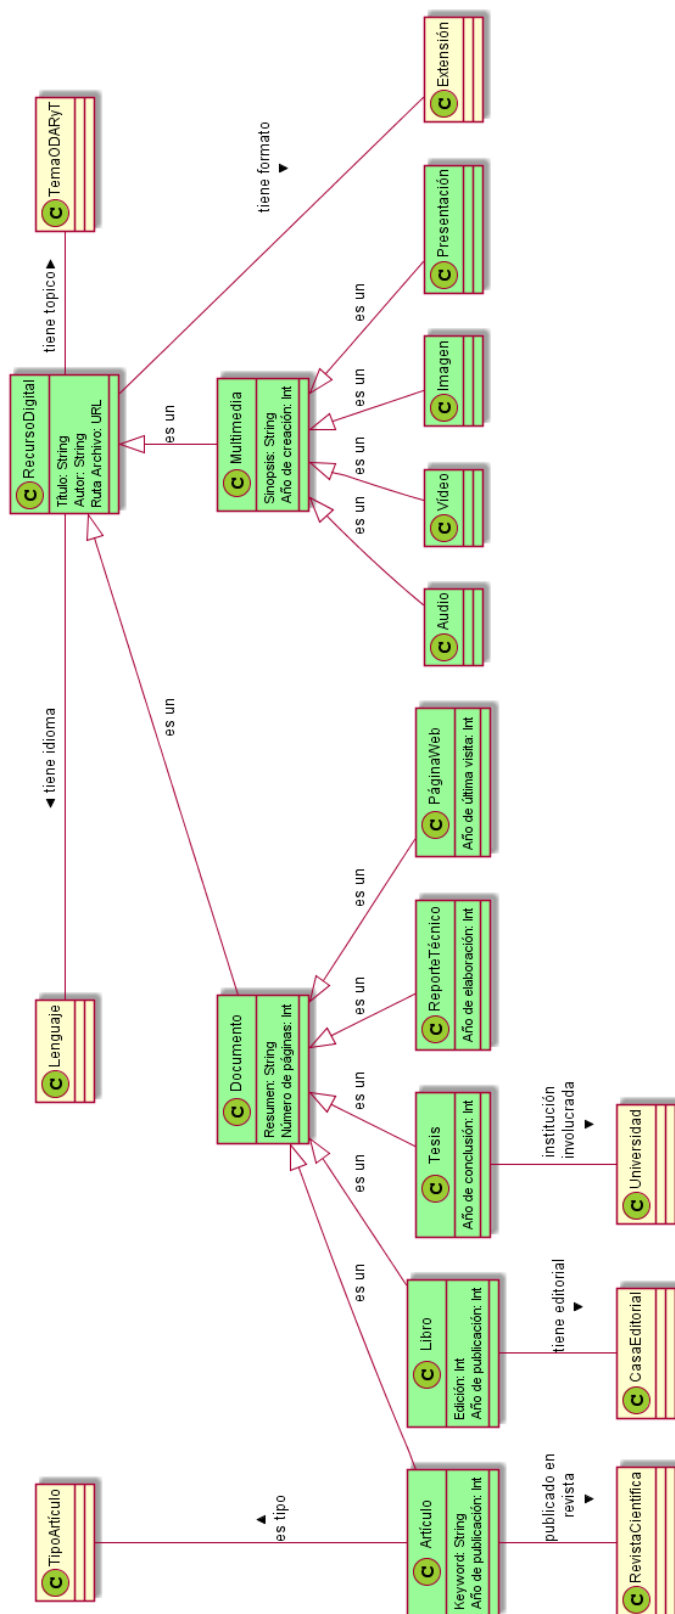 C TipoArtículo
C Lenguaje
C TemaODARyT
es tipo ▲
◀ tiene idioma
tiene topico▶
C RecursoDigital
Título: String
Autor: String
Ruta Archivo: URL
es un
es un
tiene formato ▼
C Documento
Resumen: String
Número de páginas: Int
C Multimedia
Sinopsis: String
Año de creación: Int
es un
es un
es un
es un
es un
es un
es un
es un
es un
C Artículo
Keyword: String
Año de publicación: Int
C Libro
Edición: Int
Año de publicación: Int
C Tesis
Año de conclusión: Int
C ReporteTécnico
Año de elaboración: Int
C PáginaWeb
Año de última visita: Int
C Audio
C Vídeo
C Imagen
C Presentación
C Extensión
publicado en
revista ▼
tiene editorial ▼
institución
involucrada ▼
C RevistaCientífica
C CasaEditorial
C Universidad